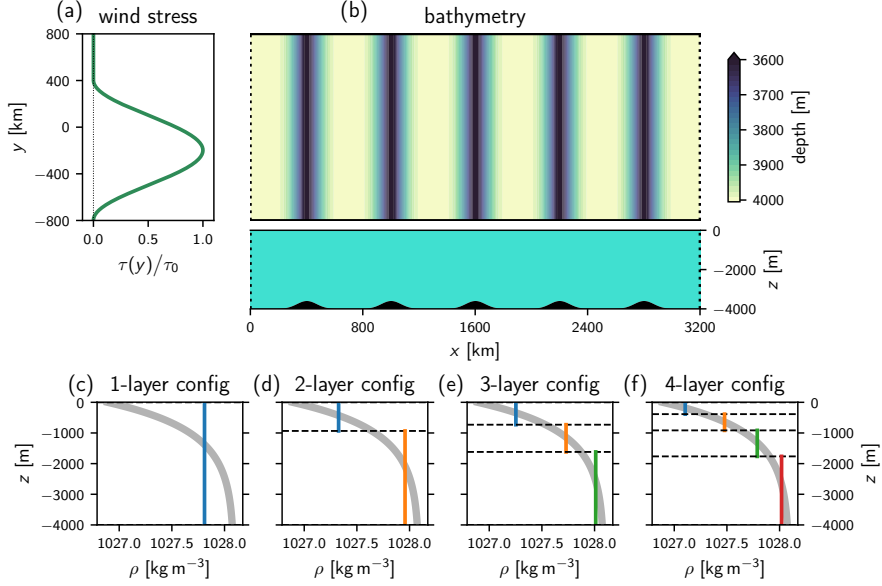 (a) wind stress
(b) bathymetry
800
400
0
−400
−800
y [km]
0.0 0.5 1.0
τ(y)/τ0
3600
3700
3800
3900
4000
depth [m]
0
−2000
−4000
z [m]
0 800 1600 2400 3200
x [km]
(c) 1-layer config
(d) 2-layer config
(e) 3-layer config
(f) 4-layer config
0
−1000
−2000
−3000
−4000
z [m]
0
−1000
−2000
−3000
−4000
z [m]
1027.0 1027.5 1028.0
1027.0 1027.5 1028.0
1027.0 1027.5 1028.0
1027.0 1027.5 1028.0
ρ [kg m−3]
ρ [kg m−3]
ρ [kg m−3]
ρ [kg m−3]